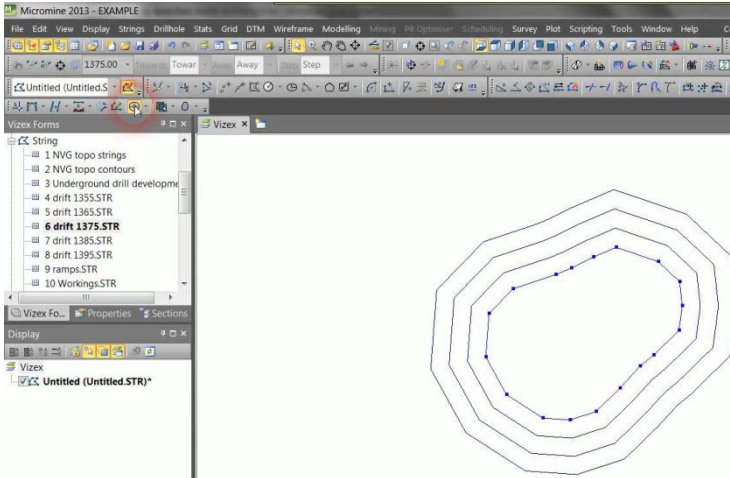 Micromine 2013 - EXAMPLE
File Edit View Display Strings Drillhole Stats Grid DTM Wireframe Modelling Mining Pit Optimiser Scheduling Survey Plot Scripting Tools Window Help
1375.00 Towards Towar Away Away Step Step
Untitled (Untitled.S
Vizex Forms
Vizex
String
1 NVG topo strings
2 NVG topo contours
3 Underground drill developme
4 drift 1355.STR
5 drift 1365.STR
6 drift 1375.STR
7 drift 1385.STR
8 drift 1395.STR
9 ramps.STR
10 Workings.STR
Vizex Fo... Properties Sections
Display
Vizex
Untitled (Untitled.STR)*